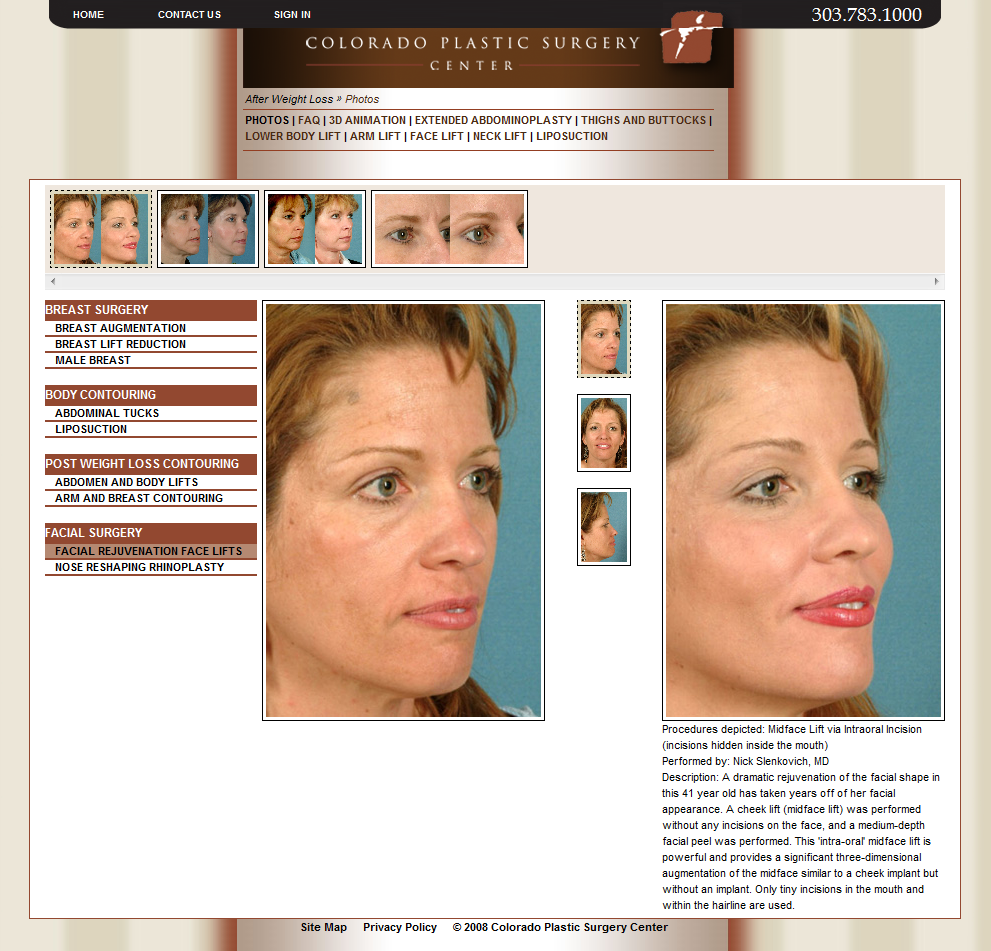 HOME CONTACT US SIGN IN 303.783.1000
COLORADO PLASTIC SURGERY
CENTER
After Weight Loss » Photos
PHOTOS | FAQ | 3D ANIMATION | EXTENDED ABDOMINOPLASTY | THIGHS AND BUTTOCKS |
LOWER BODY LIFT | ARM LIFT | FACE LIFT | NECK LIFT | LIPOSUCTION
BREAST SURGERY
BREAST AUGMENTATION
BREAST LIFT REDUCTION
MALE BREAST
BODY CONTOURING
ABDOMINAL TUCKS
LIPOSUCTION
POST WEIGHT LOSS CONTOURING
ABDOMEN AND BODY LIFTS
ARM AND BREAST CONTOURING
FACIAL SURGERY
FACIAL REJUVENATION FACE LIFTS
NOSE RESHAPING RHINOPLASTY
Procedures depicted: Midface Lift via Intraoral Incision
(incisions hidden inside the mouth)
Performed by: Nick Slenkovich, MD
Description: A dramatic rejuvenation of the facial shape in
this 41 year old has taken years off of her facial
appearance. A cheek lift (midface lift) was performed
without any incisions on the face, and a medium-depth
facial peel was performed. This 'intra-oral' midface lift is
powerful and provides a significant three-dimensional
augmentation of the midface similar to a cheek implant but
without an implant. Only tiny incisions in the mouth and
within the hairline are used.
Site Map Privacy Policy © 2008 Colorado Plastic Surgery Center